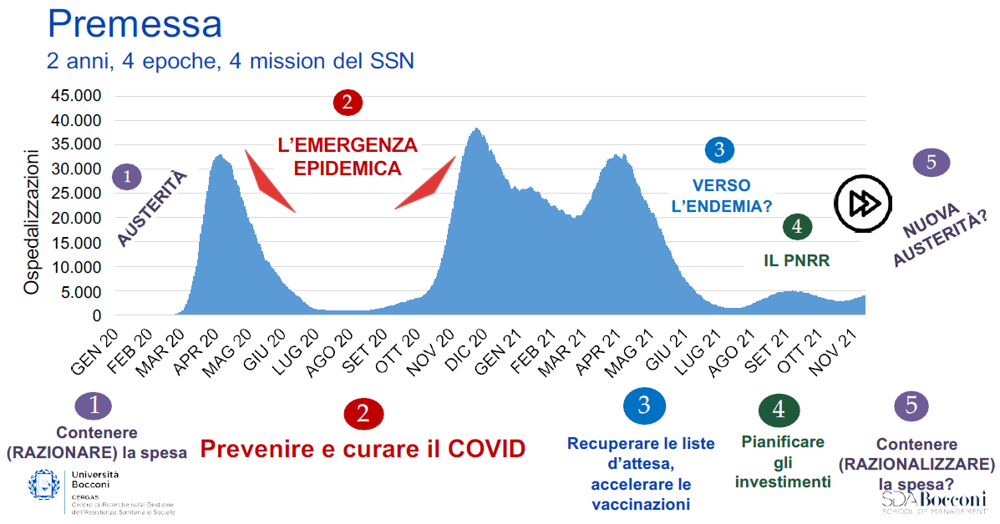 Premessa
2 anni, 4 epoche, 4 mission del SSN
Ospedalizzazioni
45.000
40.000
35.000
30.000
25.000
20.000
15.000
10.000
5.000
0
1
AUSTERITÀ
2
L’EMERGENZA
EPIDEMICA
3
VERSO
L’ENDEMIA?
4
IL PNRR
5
NUOVA
AUSTERITÀ?
GEN 20
FEB 20
MAR 20
APR 20
MAG 20
GIU 20
LUG 20
AGO 20
SET 20
OTT 20
NOV 20
DIC 20
GEN 21
FEB 21
MAR 21
APR 21
MAG 21
GIU 21
LUG 21
AGO 21
SET 21
OTT 21
NOV 21
1
Contenere
(RAZIONARE) la spesa
2
Prevenire e curare il COVID
3
Recuperare le liste
d’attesa,
accelerare le
vaccinazioni
4
Pianificare
gli
investimenti
5
Contenere
(RAZIONALIZZARE)
la spesa?
Università
Bocconi
CERGAS
Centro di Ricerche sulla Gestione
dell'Assistenza Sanitaria e Sociale
SDA Bocconi
SCHOOL OF MANAGEMENT